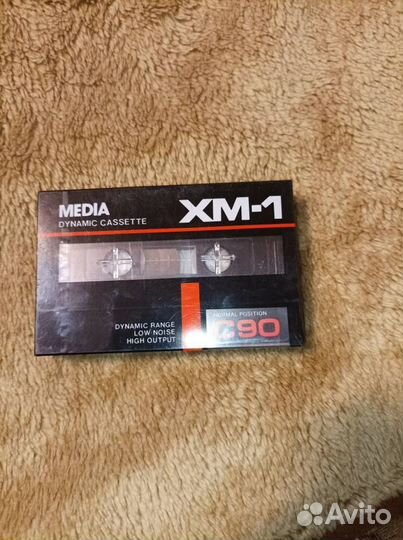 MEDIA
DYNAMIC CASSETTE
XM-1
DYNAMIC RANGE
LOW NOISE
HIGH OUTPUT
NORMAL POSITION
C90
Avito